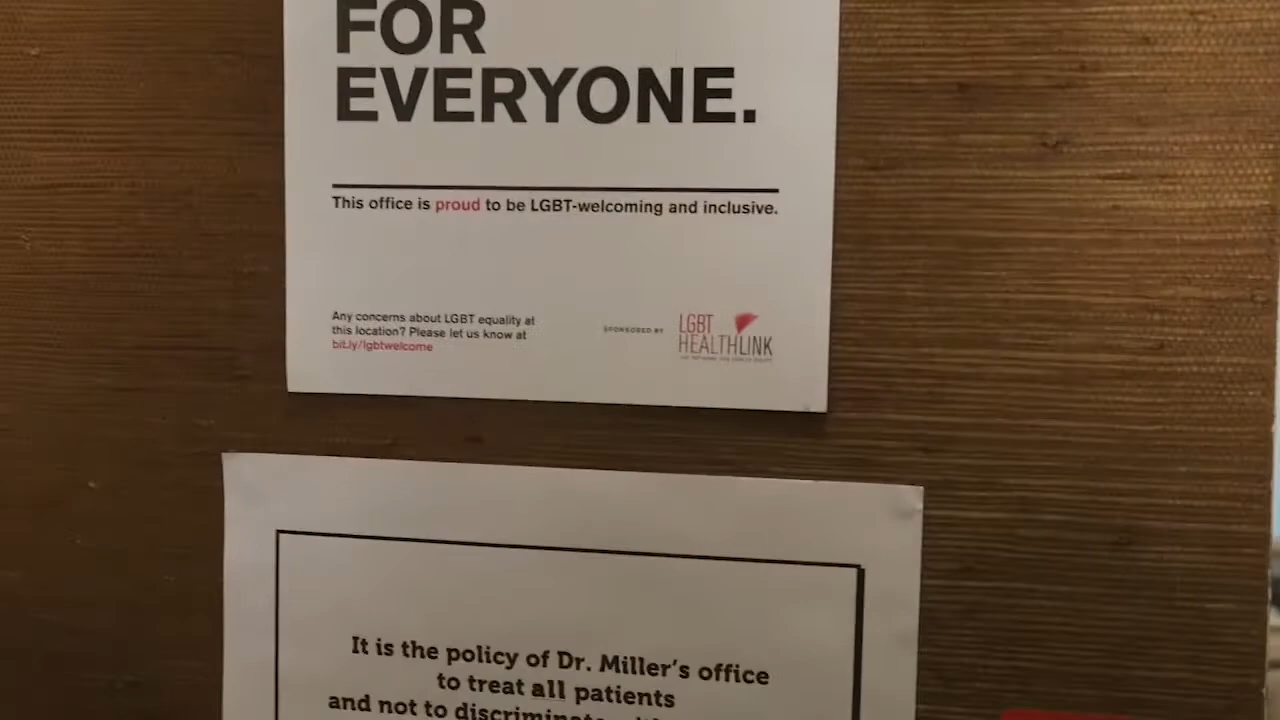 FOR
EVERYONE.
This office is proud to be LGBT-welcoming and inclusive.
Any concerns about LGBT equality at
this location? Please let us know at
bit.ly/lgbtwelcome
SPONSORED BY
LGBT
HEALTHLINK
It is the policy of Dr. Miller's office
to treat all patients
and not to discriminate